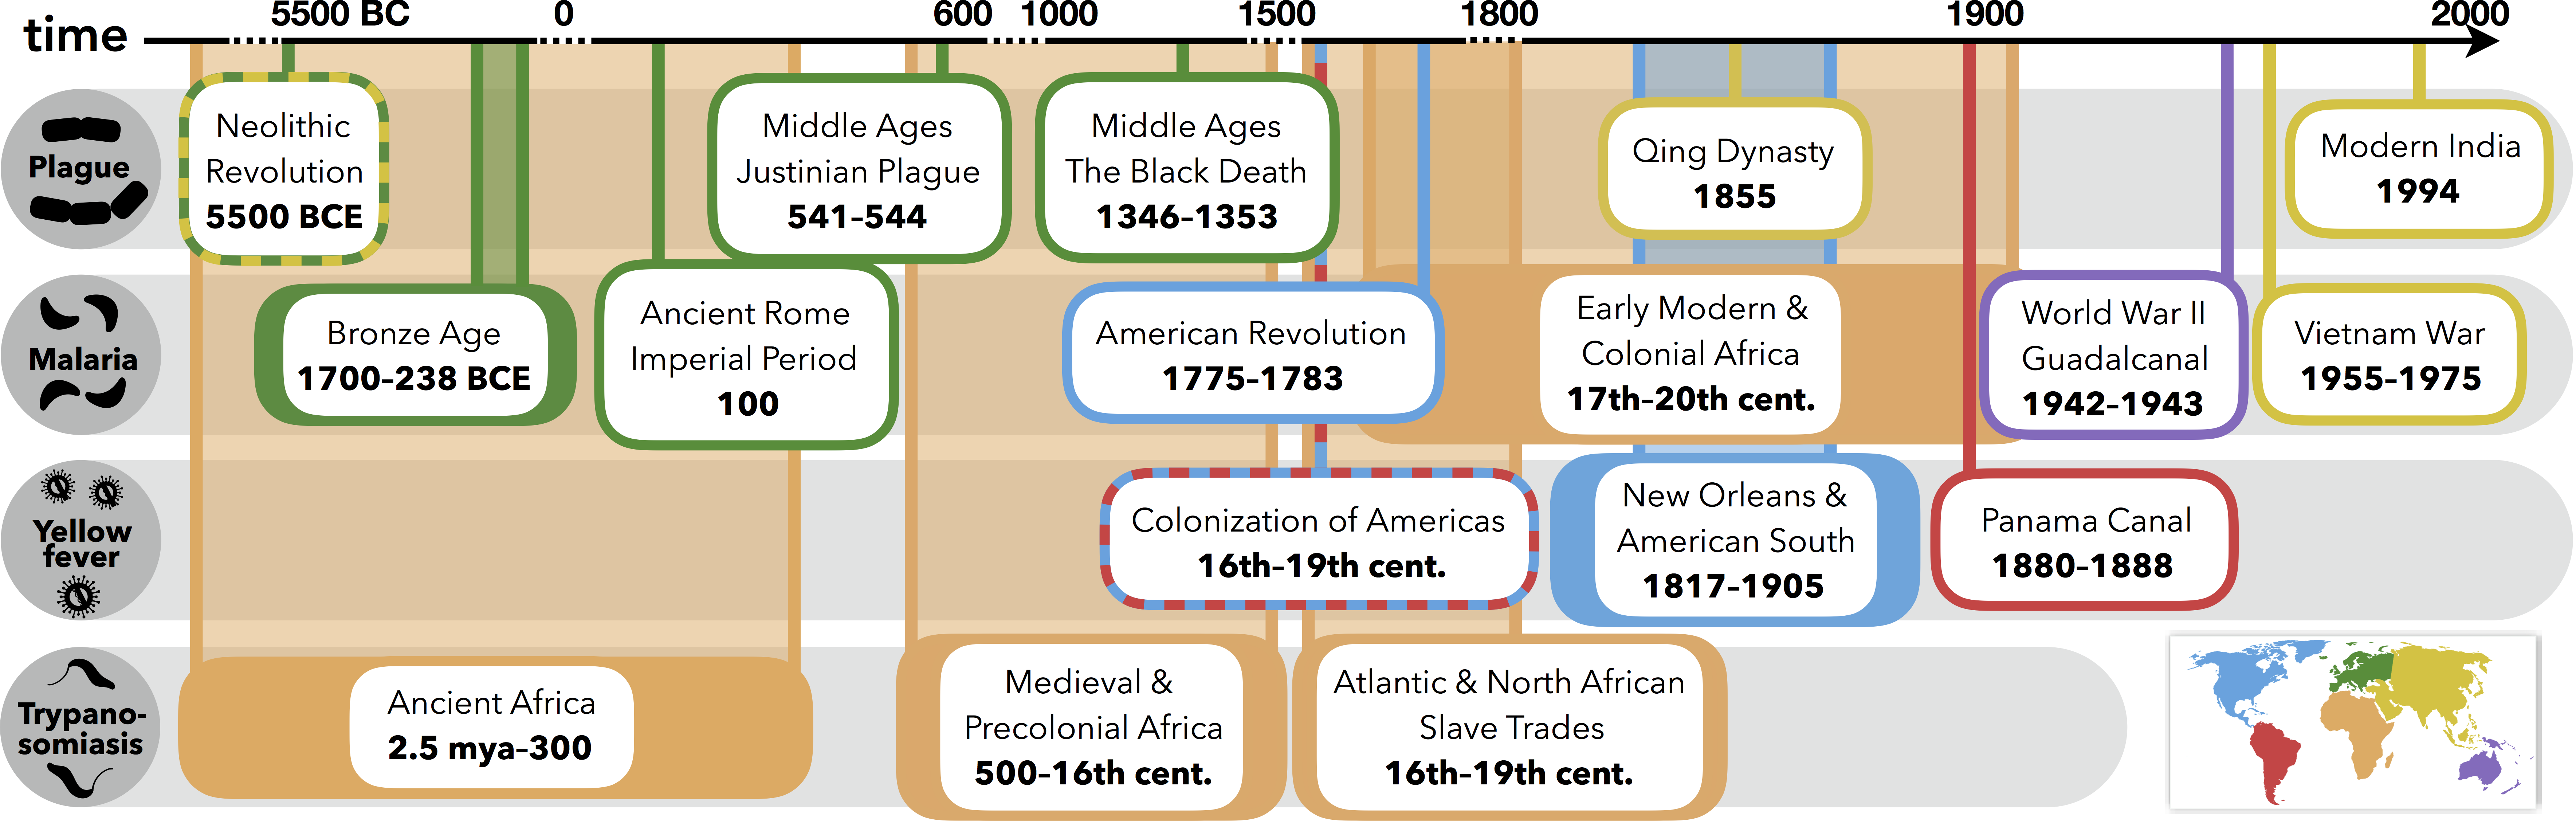 5500 BC 0 600 1000 1500 1800 1900 2000
time
Plague
Neolithic
Revolution
5500 BCE
Middle Ages
Justinian Plague
541–544
Middle Ages
The Black Death
1346–1353
Qing Dynasty
1855
Modern India
1994
Malaria
Bronze Age
1700–238 BCE
Ancient Rome
Imperial Period
100
American Revolution
1775–1783
Early Modern &
Colonial Africa
17th–20th cent.
World War II
Guadalcanal
1942–1943
Vietnam War
1955–1975
Yellow
fever
Colonization of Americas
16th–19th cent.
New Orleans &
American South
1817–1905
Panama Canal
1880–1888
Trypano-
somiasis
Ancient Africa
2.5 mya–300
Medieval &
Precolonial Africa
500–16th cent.
Atlantic & North African
Slave Trades
16th–19th cent.